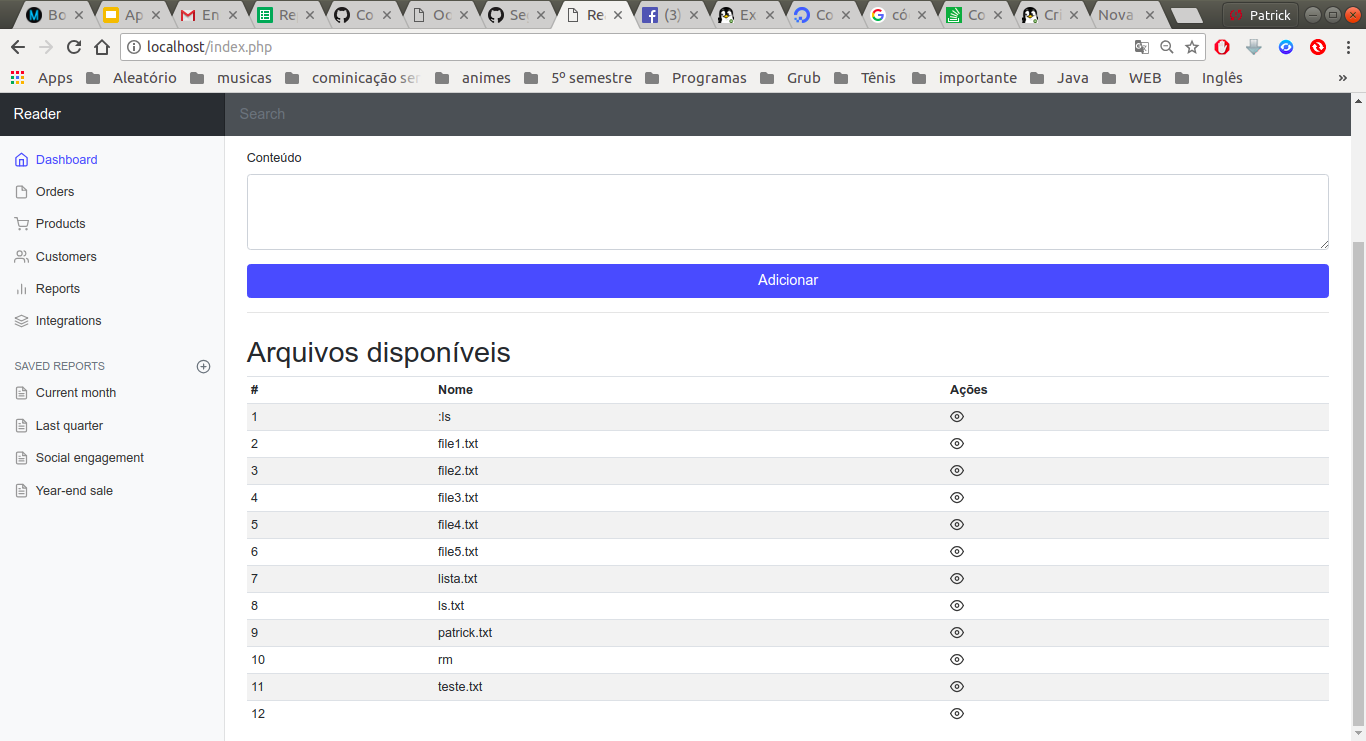 Bo Ap En Re Co Oc Se Re (3) Ex Co có Co Cri Nova Patrick
localhost/index.php
Apps Aleatório musicas cominicação ser animes 5º semestre Programas Grub Tênis importante Java WEB Inglês »
Reader
Search
Dashboard
Orders
Products
Customers
Reports
Integrations
SAVED REPORTS
Current month
Last quarter
Social engagement
Year-end sale
Conteúdo
Adicionar
Arquivos disponíveis
# Nome Ações
1 :ls
2 file1.txt
3 file2.txt
4 file3.txt
5 file4.txt
6 file5.txt
7 lista.txt
8 ls.txt
9 patrick.txt
10 rm
11 teste.txt
12